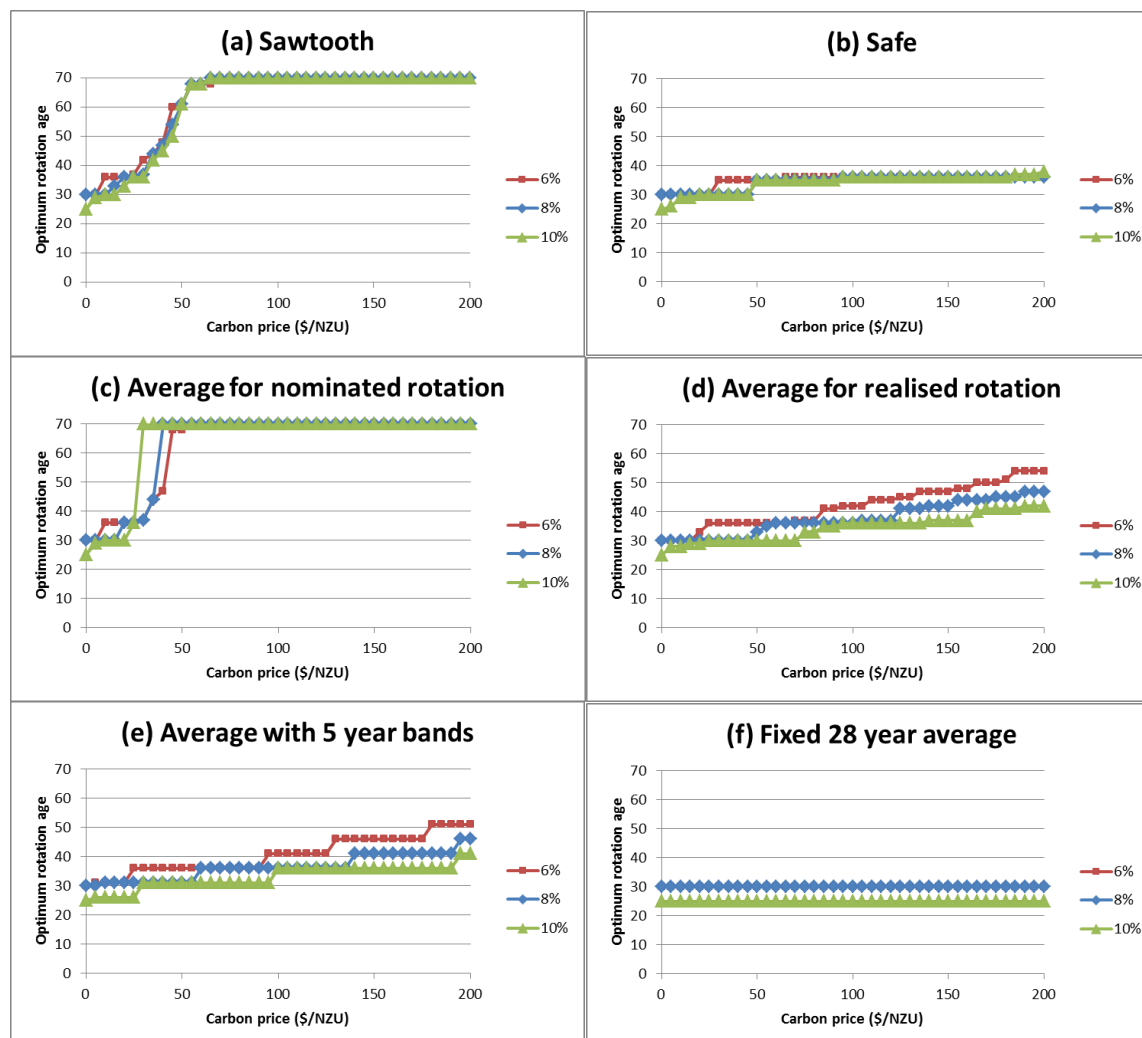 (a) Sawtooth
Optimum rotation age
70
60
50
40
30
20
10
0
0 50 100 150 200
Carbon price ($/NZU)
6%
8%
10%
(b) Safe
Optimum rotation age
70
60
50
40
30
20
10
0
0 50 100 150 200
Carbon price ($/NZU)
6%
8%
10%
(c) Average for nominated rotation
Optimum rotation age
70
60
50
40
30
20
10
0
0 50 100 150 200
Carbon price ($/NZU)
6%
8%
10%
(d) Average for realised rotation
Optimum rotation age
70
60
50
40
30
20
10
0
0 50 100 150 200
Carbon price ($/NZU)
6%
8%
10%
(e) Average with 5 year bands
Optimum rotation age
70
60
50
40
30
20
10
0
0 50 100 150 200
Carbon price ($/NZU)
6%
8%
10%
(f) Fixed 28 year average
Optimum rotation age
70
60
50
40
30
20
10
0
0 50 100 150 200
Carbon price ($/NZU)
6%
8%
10%